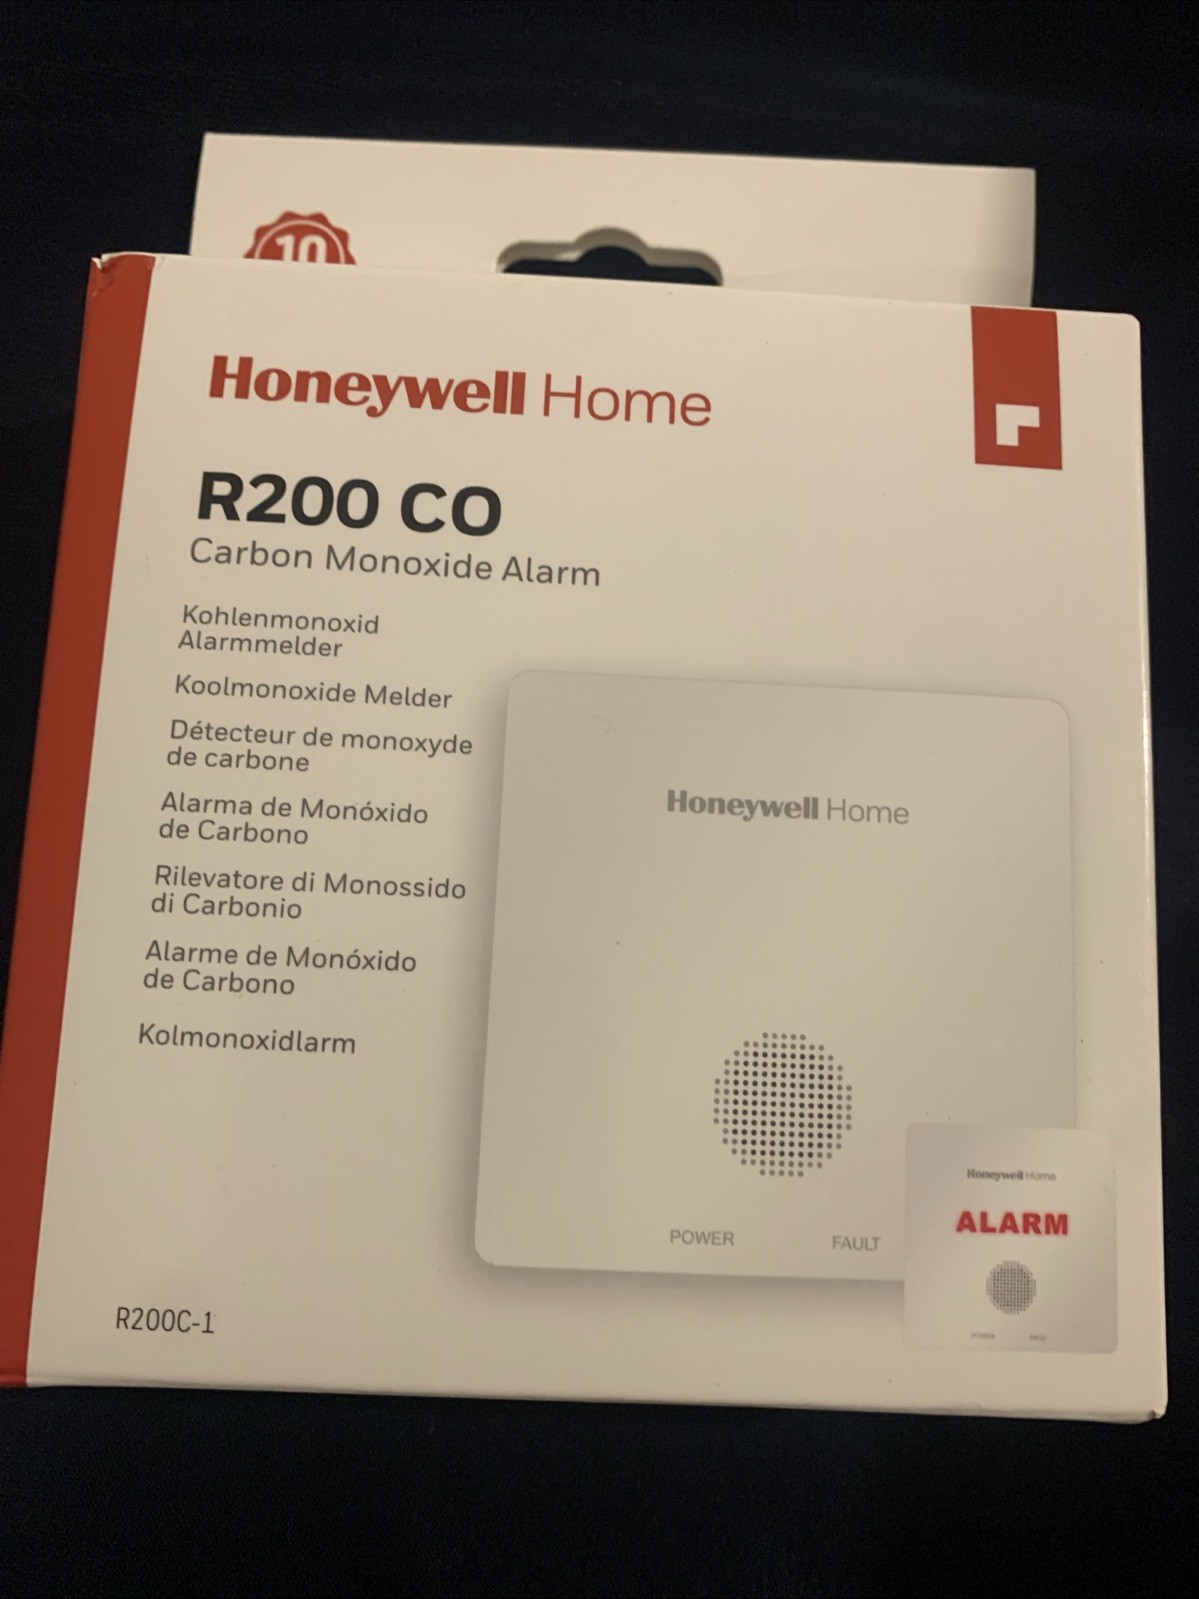 10
Honeywell Home
R200 CO
Carbon Monoxide Alarm
Kohlenmonoxid
Alarmmelder
Koolmonoxide Melder
Détecteur de monoxyde
de carbone
Alarma de Monóxido
de Carbono
Rilevatore di Monossido
di Carbonio
Alarme de Monóxido
de Carbono
Kolmonoxidlarm
R200C-1
Honeywell Home
POWER FAULT
Honeywell Home
ALARM
POWER